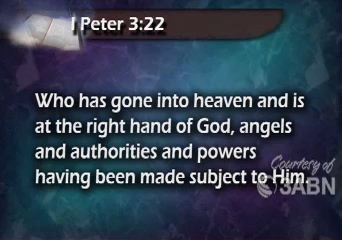 I Peter 3:22
Who has gone into heaven and is
at the right hand of God, angels
and authorities and powers
having been made subject to Him.
Courtesy of
3ABN